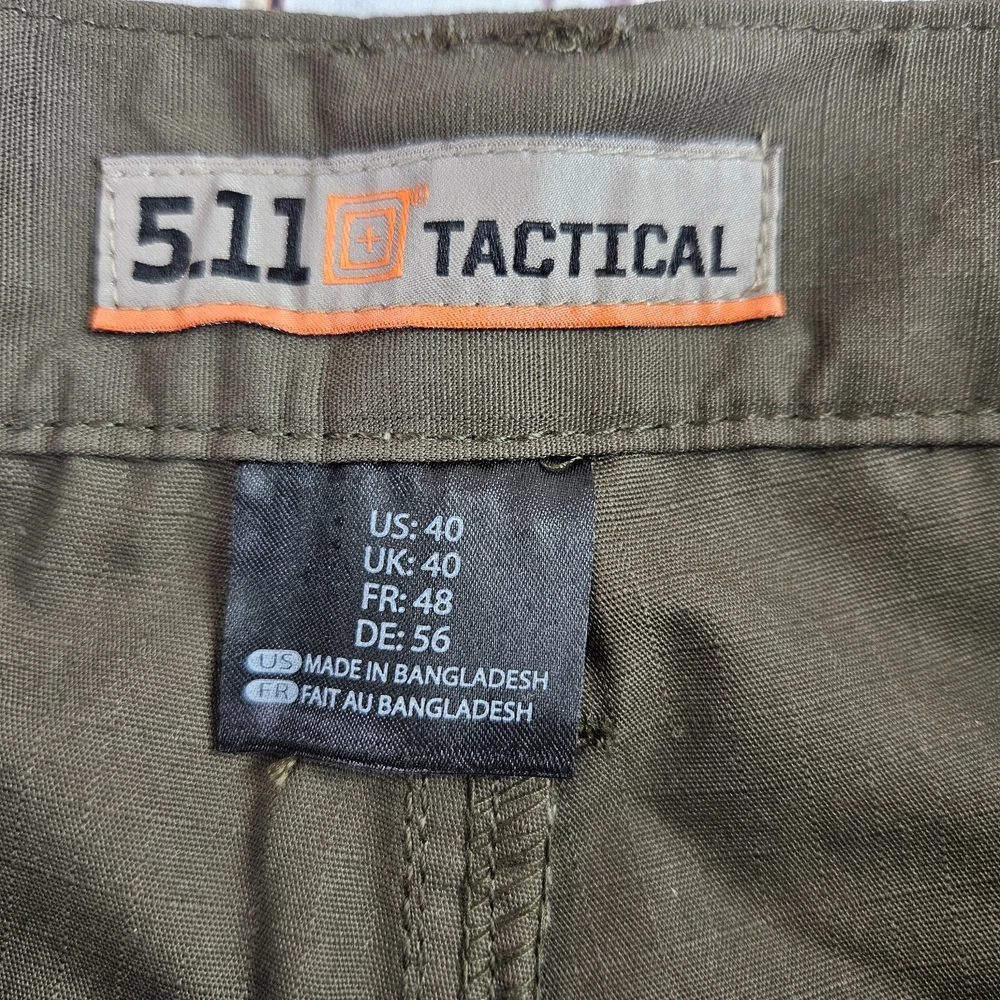 5.11 TACTICAL
US: 40
UK: 40
FR: 48
DE: 56
US MADE IN BANGLADESH
FR FAIT AU BANGLADESH